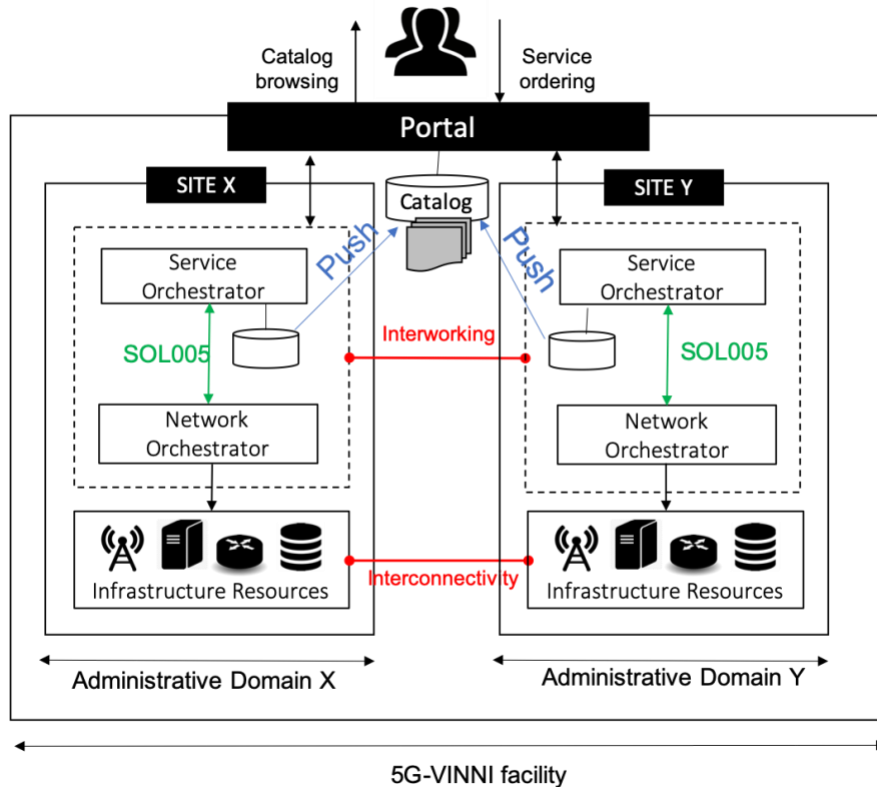 Catalog
browsing
Service
ordering
Portal
SITE X
SITE Y
Catalog
Push
Push
Service
Orchestrator
Service
Orchestrator
SOL005
Interworking
SOL005
Network
Orchestrator
Network
Orchestrator
Infrastructure Resources
Interconnectivity
Infrastructure Resources
Administrative Domain X
Administrative Domain Y
5G-VINNI facility